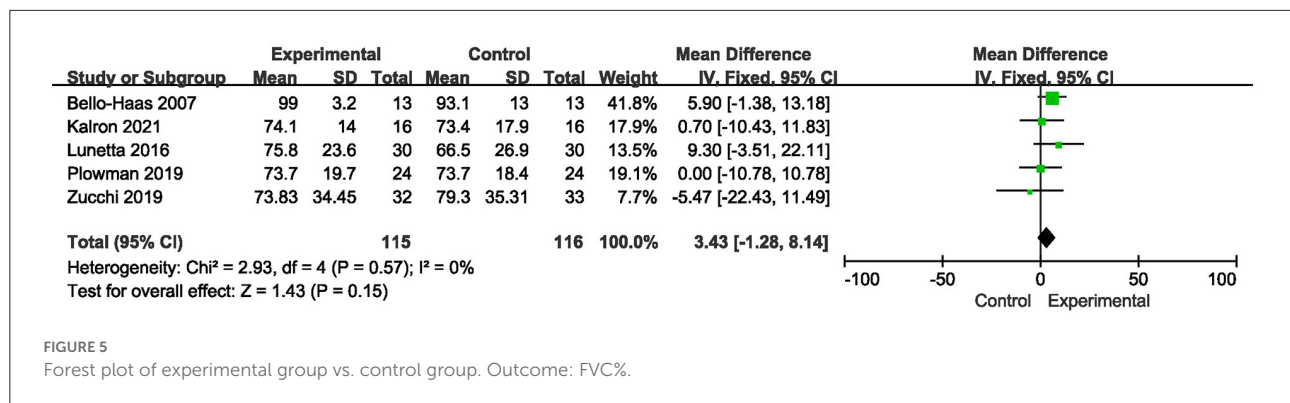 Experimental Control Mean Difference Mean Difference
Study or Subgroup Mean SD Total Mean SD Total Weight IV, Fixed, 95% CI IV, Fixed, 95% CI
Bello-Haas 2007 99 3.2 13 93.1 13 13 41.8% 5.90 [-1.38, 13.18]
Kalron 2021 74.1 14 16 73.4 17.9 16 17.9% 0.70 [-10.43, 11.83]
Lunetta 2016 75.8 23.6 30 66.5 26.9 30 13.5% 9.30 [-3.51, 22.11]
Plowman 2019 73.7 19.7 24 73.7 18.4 24 19.1% 0.00 [-10.78, 10.78]
Zucchi 2019 73.83 34.45 32 79.3 35.31 33 7.7% -5.47 [-22.43, 11.49]
Total (95% CI) 115 116 100.0% 3.43 [-1.28, 8.14]
Heterogeneity: Chi² = 2.93, df = 4 (P = 0.57); I² = 0%
Test for overall effect: Z = 1.43 (P = 0.15)
-100 -50 0 50 100
Control Experimental
FIGURE 5
Forest plot of experimental group vs. control group. Outcome: FVC%.